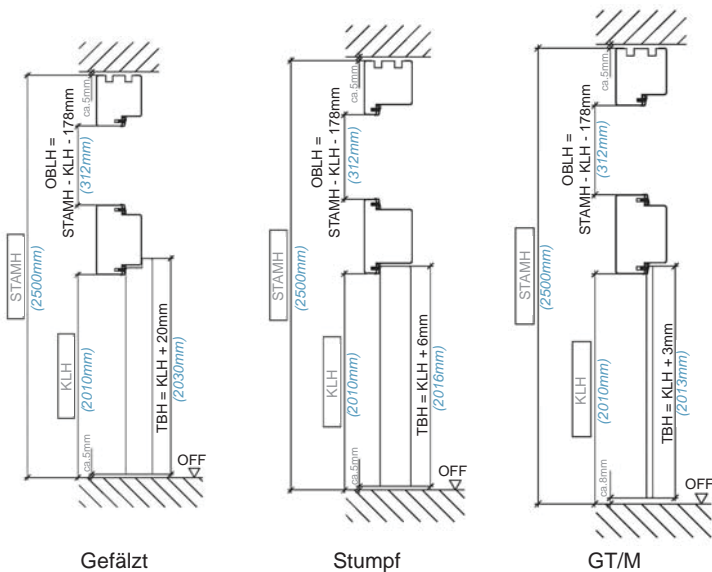 ca.5mm
OBLH =
STAMH - KLH - 178mm
(312mm)
STAMH
(2500mm)
KLH
(2010mm)
TBH = KLH + 20mm
(2030mm)
ca.5mm
OFF
Gefälzt
ca.5mm
OBLH =
STAMH - KLH - 178mm
(312mm)
STAMH
(2500mm)
KLH
(2010mm)
TBH = KLH + 6mm
(2016mm)
ca.5mm
OFF
Stumpf
ca.5mm
OBLH =
STAMH - KLH - 178mm
(312mm)
STAMH
(2500mm)
KLH
(2010mm)
TBH = KLH + 3mm
(2013mm)
ca.8mm
OFF
GT/M